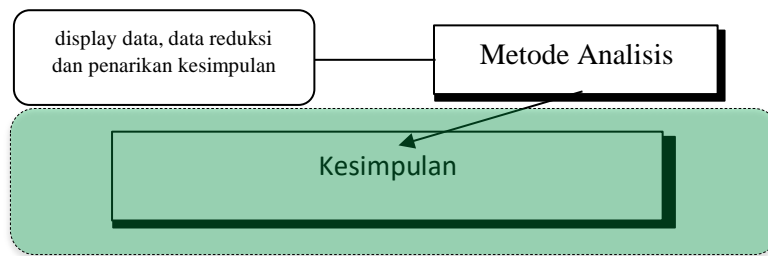 display data, data reduksi
dan penarikan kesimpulan
Metode Analisis
Kesimpulan